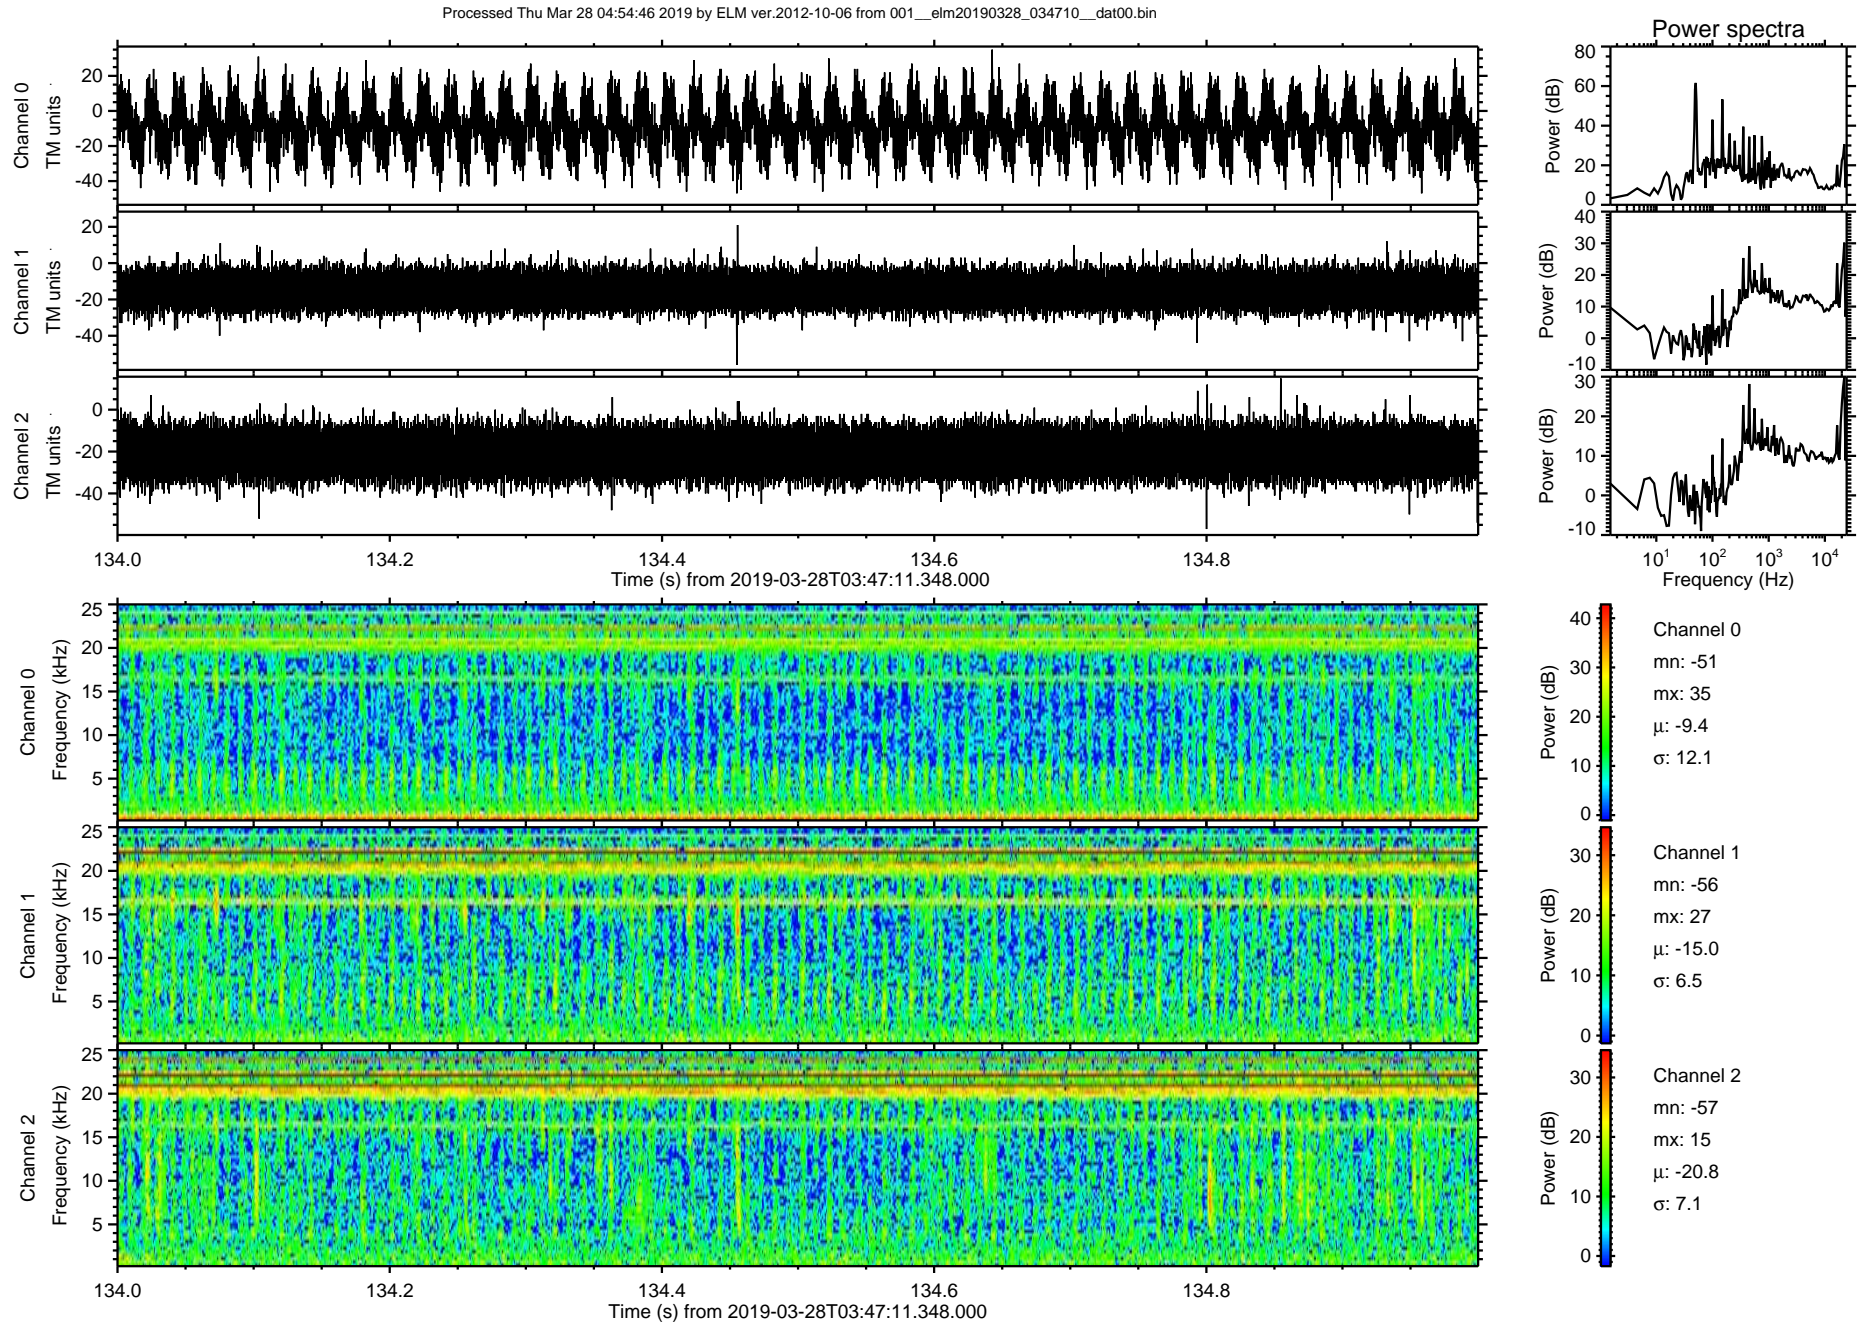 Processed Thu Mar 28 04:54:46 2019 by ELM ver.2012-10-06 from 001__elm20190328_034710__dat00.bin
Power spectra
Channel 0
TM units
20
0
-20
-40
Power (dB)
80
60
40
20
0
Channel 1
TM units
20
0
-20
-40
Power (dB)
40
30
20
10
0
-10
Channel 2
TM units
0
-20
-40
Power (dB)
30
20
10
0
-10
134.0 134.2 134.4 134.6 134.8
Time (s) from 2019-03-28T03:47:11.348.000
10^1 10^2 10^3 10^4
Frequency (Hz)
Channel 0
Frequency (kHz)
25
20
15
10
5
Power (dB)
40
30
20
10
0
Channel 0
mn: -51
mx: 35
μ: -9.4
σ: 12.1
Channel 1
Frequency (kHz)
25
20
15
10
5
Power (dB)
30
20
10
0
Channel 1
mn: -56
mx: 27
μ: -15.0
σ: 6.5
Channel 2
Frequency (kHz)
25
20
15
10
5
Power (dB)
30
20
10
0
Channel 2
mn: -57
mx: 15
μ: -20.8
σ: 7.1
134.0 134.2 134.4 134.6 134.8
Time (s) from 2019-03-28T03:47:11.348.000